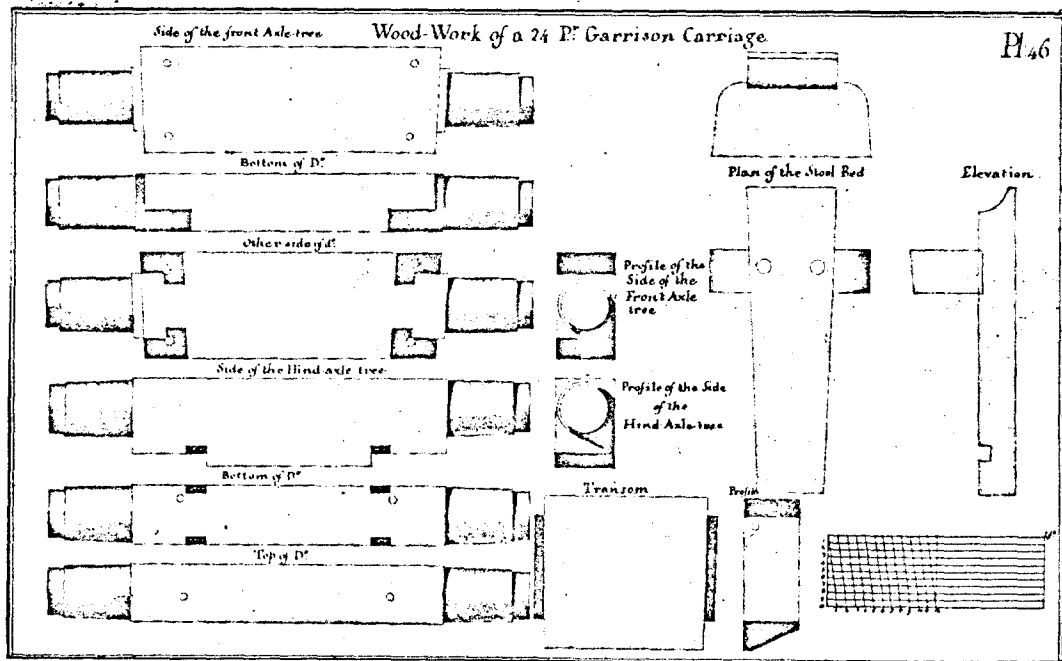 Wood-Work of a 24 Pr. Garrison Carriage
Pl:46
Side of the front Axle-tree
Bottom of Do.
Other side of do.
Side of the Hind axle tree
Bottom of Do.
Top of Do.
Profile of the
Side of the
Front Axle
tree
Profile of the Side
of the
Hind Axle-tree
Transom
Plan of the Stool Bed
Elevation
Profile